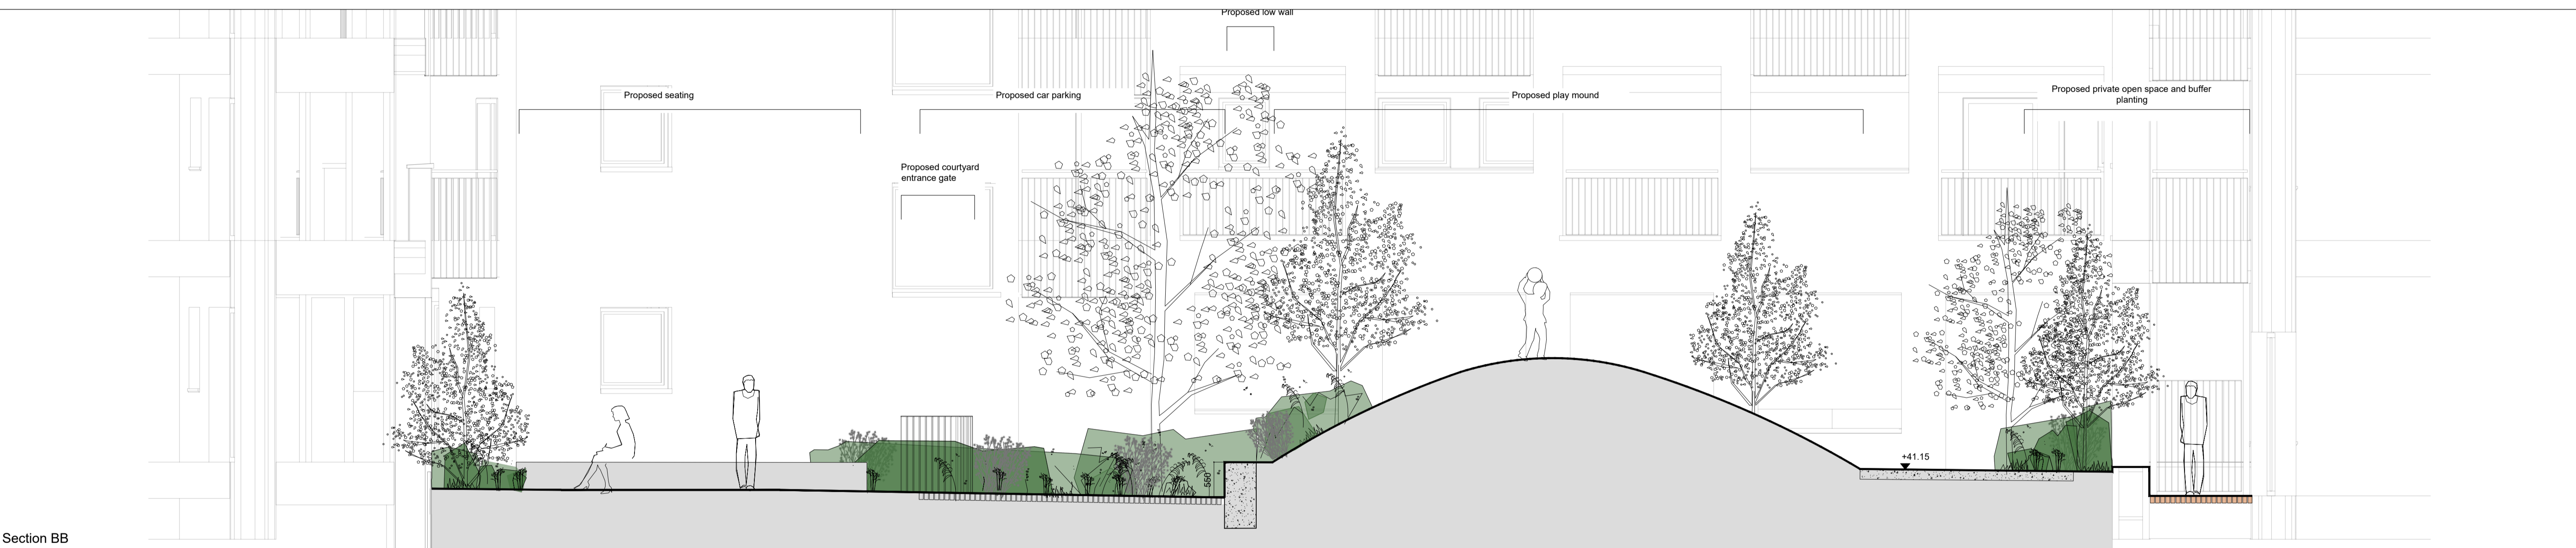 Proposed low wall
Proposed seating
Proposed car parking
Proposed play mound
Proposed private open space and buffer
planting
Proposed courtyard
entrance gate
+41.15
550
Section BB